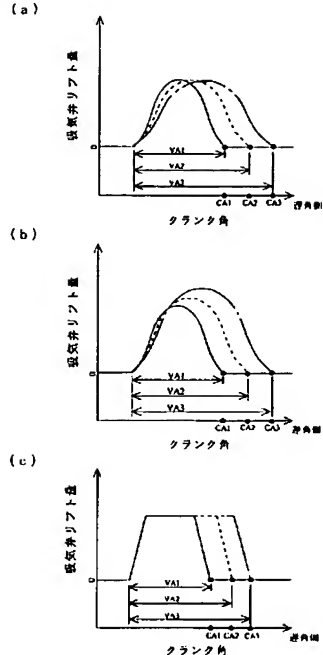 (a)
吸気弁リフト量
0
VA1
VA2
VA2
CA1 CA2 CA3
遅角側
クランク角
(b)
吸気弁リフト量
0
VA1
VA2
VA3
CA1 CA2 CA3
遅角側
クランク角
(c)
吸気弁リフト量
0
VA1
VA2
VA3
CA1 CA2 CA3
遅角側
クランク角